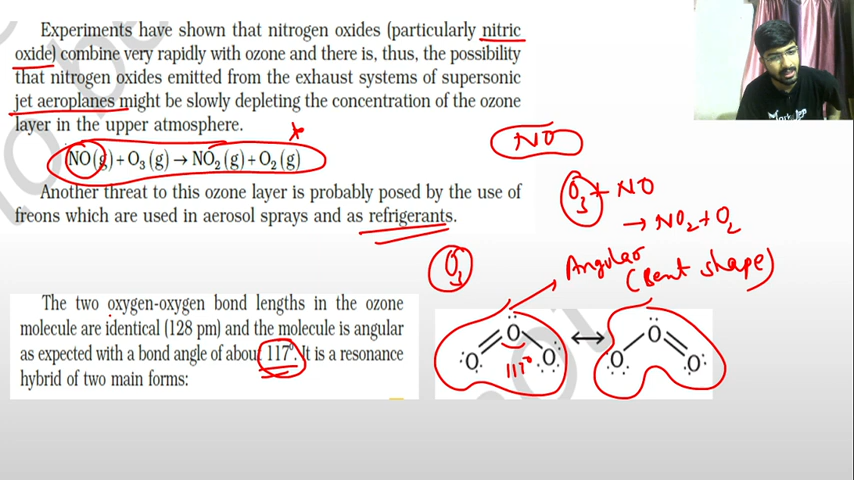 Experiments have shown that nitrogen oxides (particularly nitric
oxide) combine very rapidly with ozone and there is, thus, the possibility
that nitrogen oxides emitted from the exhaust systems of supersonic
jet aeroplanes might be slowly depleting the concentration of the ozone
layer in the upper atmosphere.
NO(g) + O3 (g) → NO2 (g) + O2 (g)
Another threat to this ozone layer is probably posed by the use of
freons which are used in aerosol sprays and as refrigerants.
NO
O3 + NO
→ NO2 + O2
O3
Angular
(Bent shape)
The two oxygen-oxygen bond lengths in the ozone
molecule are identical (128 pm) and the molecule is angular
as expected with a bond angle of abou 117°. It is a resonance
hybrid of two main forms:
O O O ↔ O O O
117°